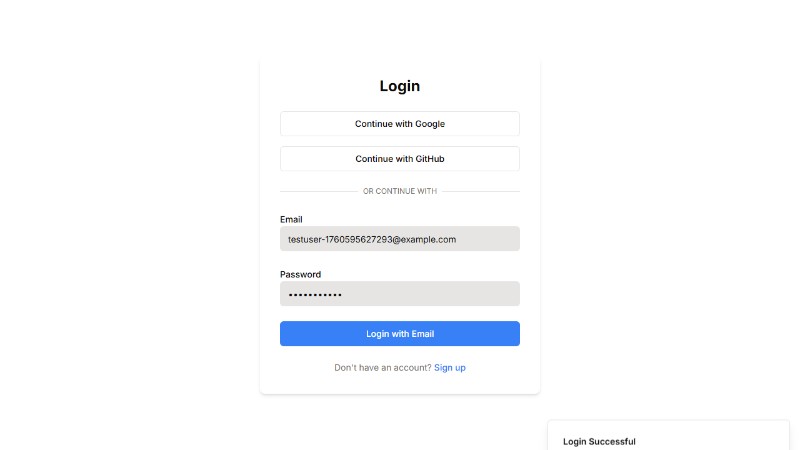 Login
Continue with Google
Continue with GitHub
OR CONTINUE WITH
Email
testuser-1760595627293@example.com
Password
•••••••••••
Login with Email
Don't have an account? Sign up
Login Successful